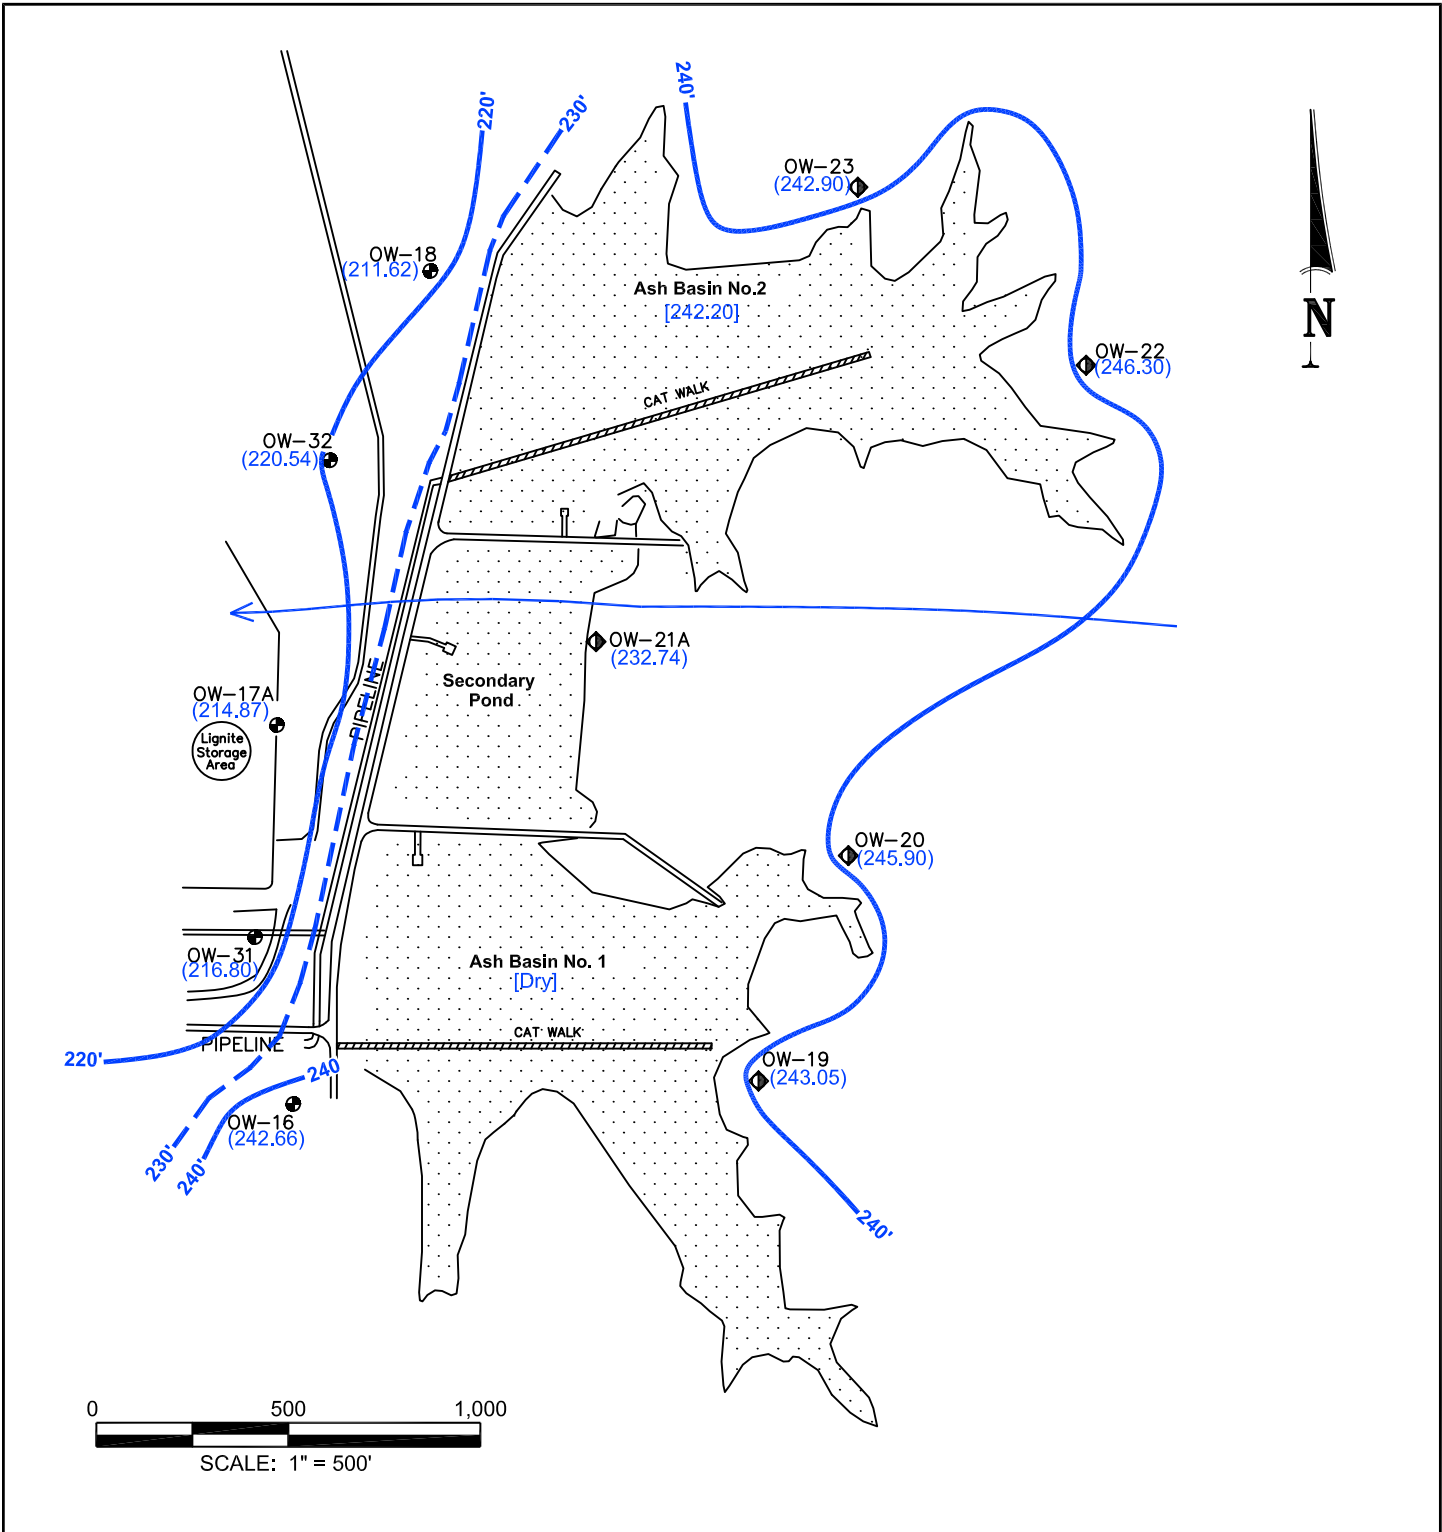 240'
220'
230'
OW-23
(242.90)
OW-18
(211.62)
Ash Basin No.2
[242.20]
N
OW-22
(246.30)
CAT WALK
OW-32
(220.54)
OW-21A
(232.74)
Secondary
Pond
PIPELINE
OW-17A
(214.87)
Lignite
Storage
Area
OW-20
(245.90)
OW-31
(216.80)
Ash Basin No. 1
[Dry]
CAT WALK
PIPELINE
220'
240
OW-19
(243.05)
OW-16
(242.66)
230'
240'
240'
0 500 1,000
SCALE: 1" = 500'